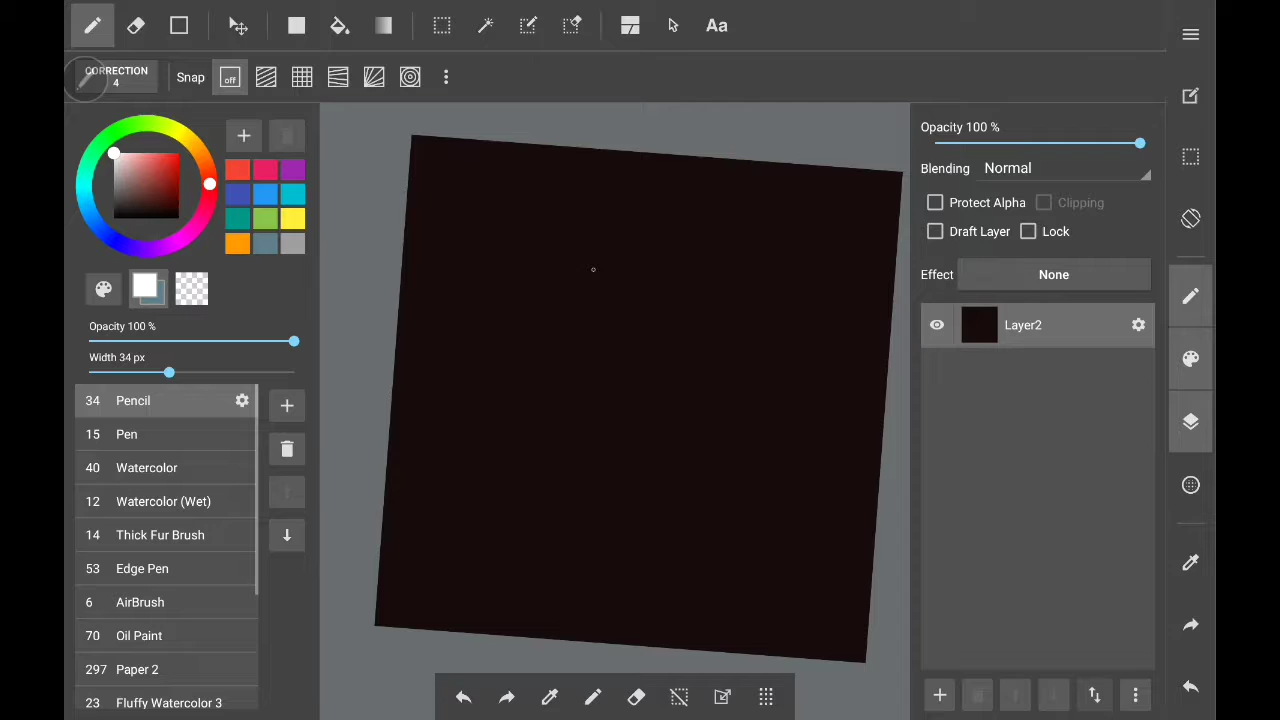 Aa
CORRECTION
4
Snap
off
Opacity 100 %
Width 34 px
34 Pencil
15 Pen
40 Watercolor
12 Watercolor (Wet)
14 Thick Fur Brush
53 Edge Pen
6 AirBrush
70 Oil Paint
297 Paper 2
23 Fluffy Watercolor 3
Opacity 100 %
Blending Normal
Protect Alpha Clipping
Draft Layer Lock
Effect None
Layer2